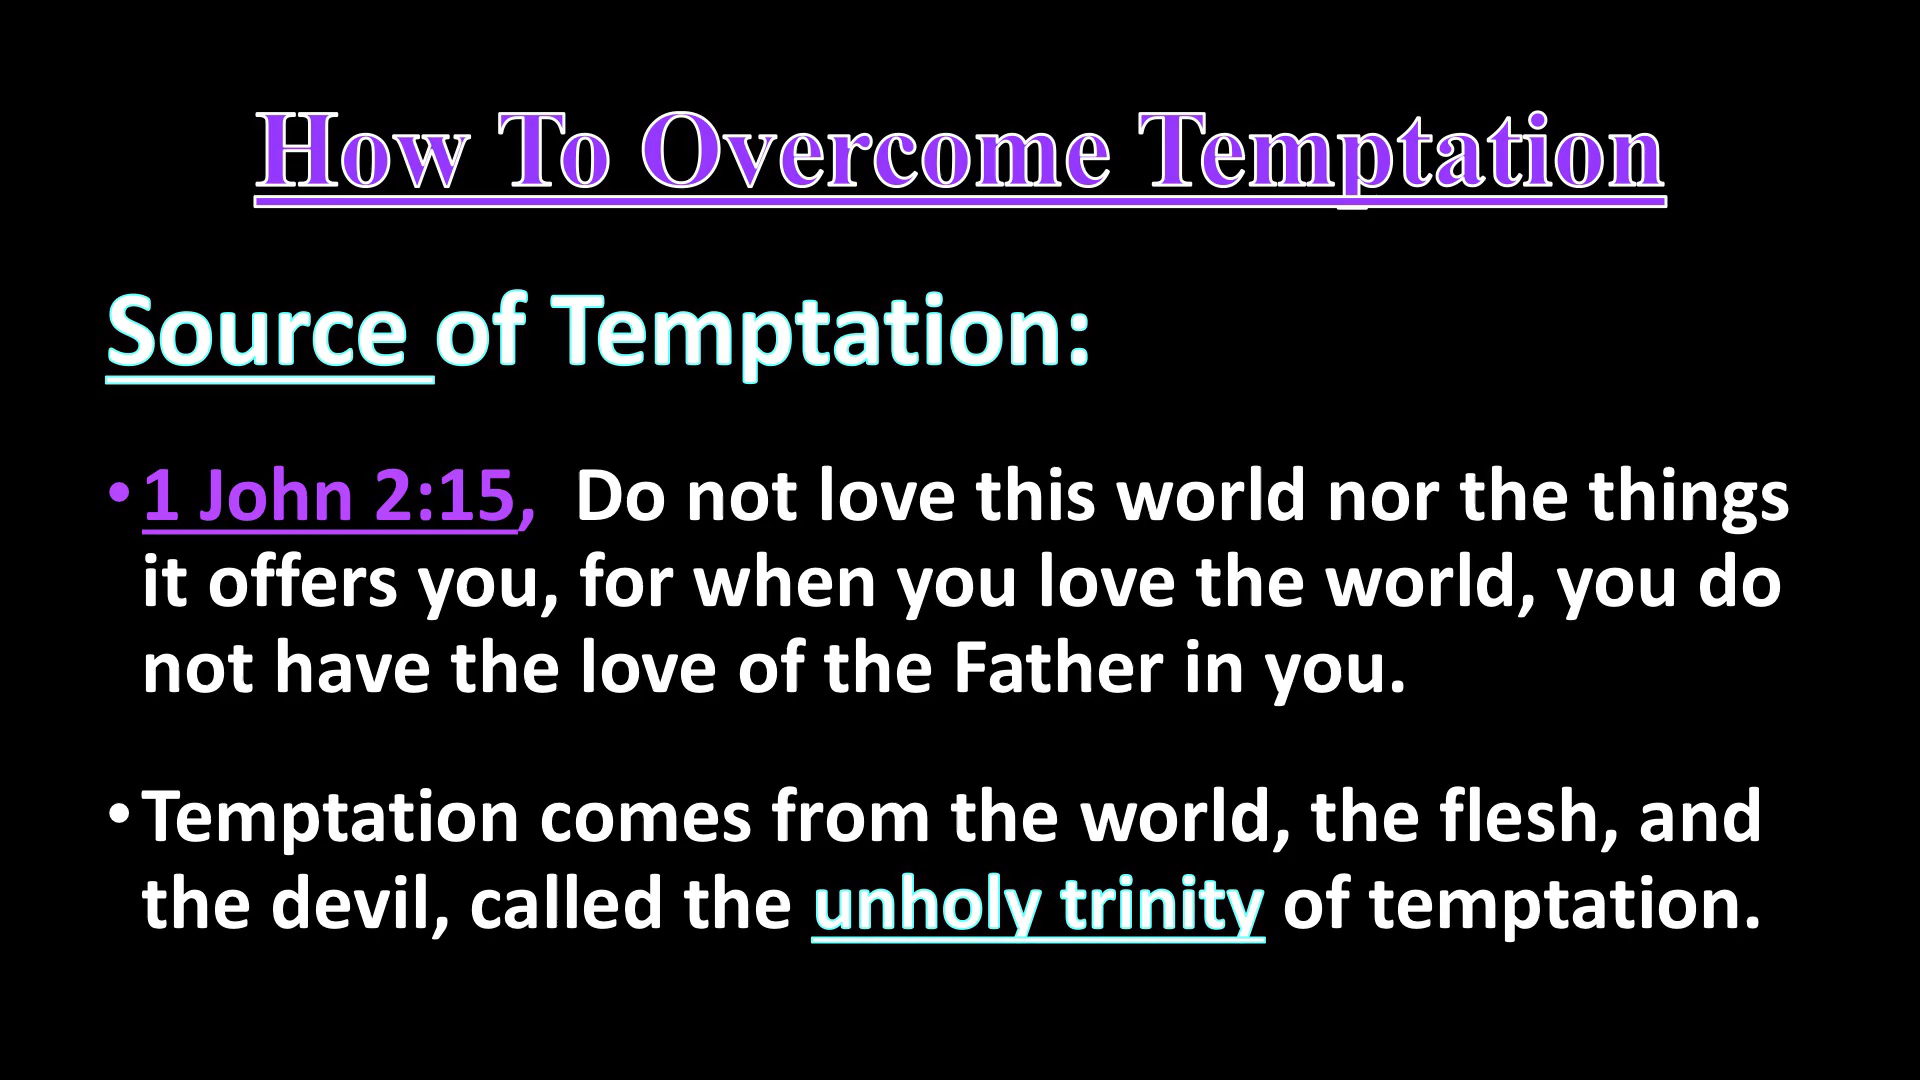 How To Overcome Temptation
Source of Temptation:
•1 John 2:15,  Do not love this world nor the things
it offers you, for when you love the world, you do
not have the love of the Father in you.
•Temptation comes from the world, the flesh, and
the devil, called the unholy trinity of temptation.